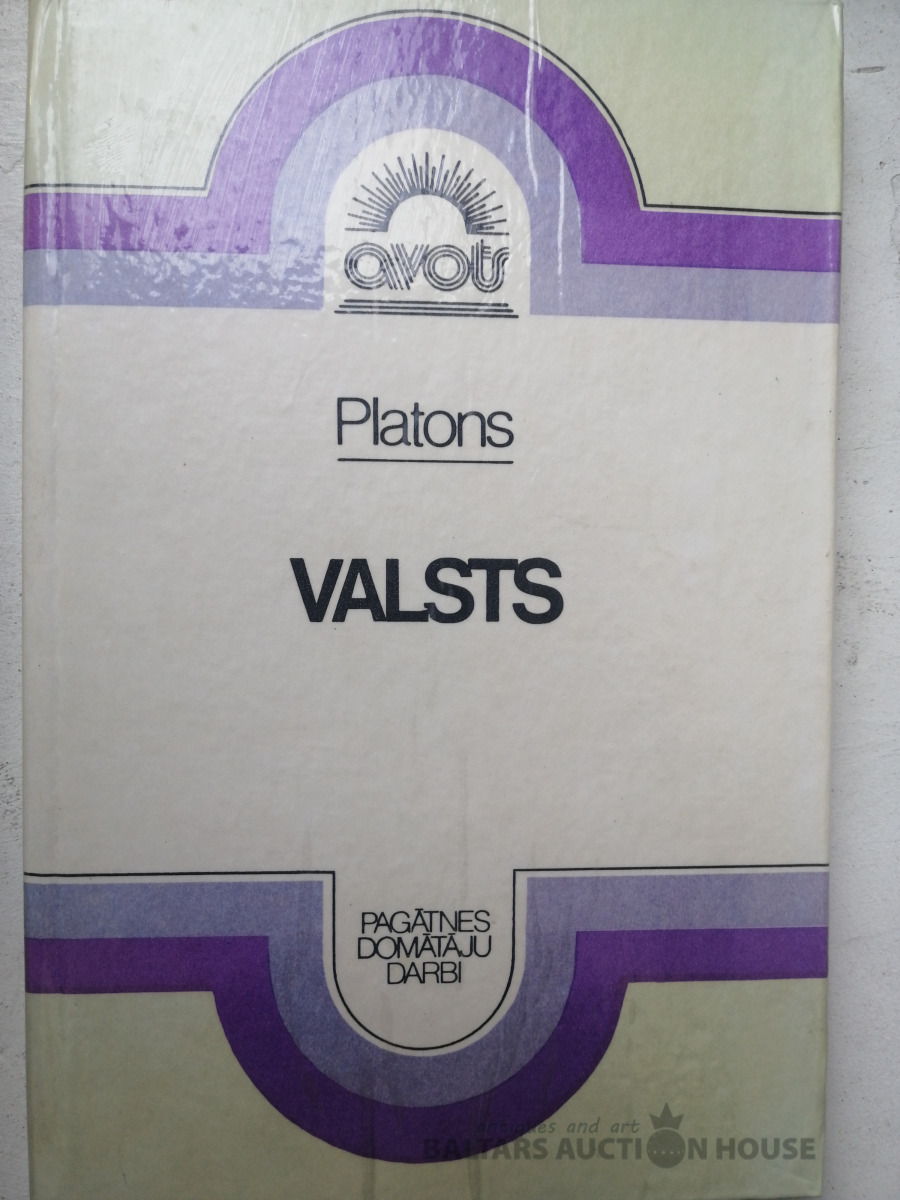 avots
Platons
VALSTS
PAGĀTNES
DOMĀTĀJU
DARBI
antiques and art
BALTARS AUCTION HOUSE